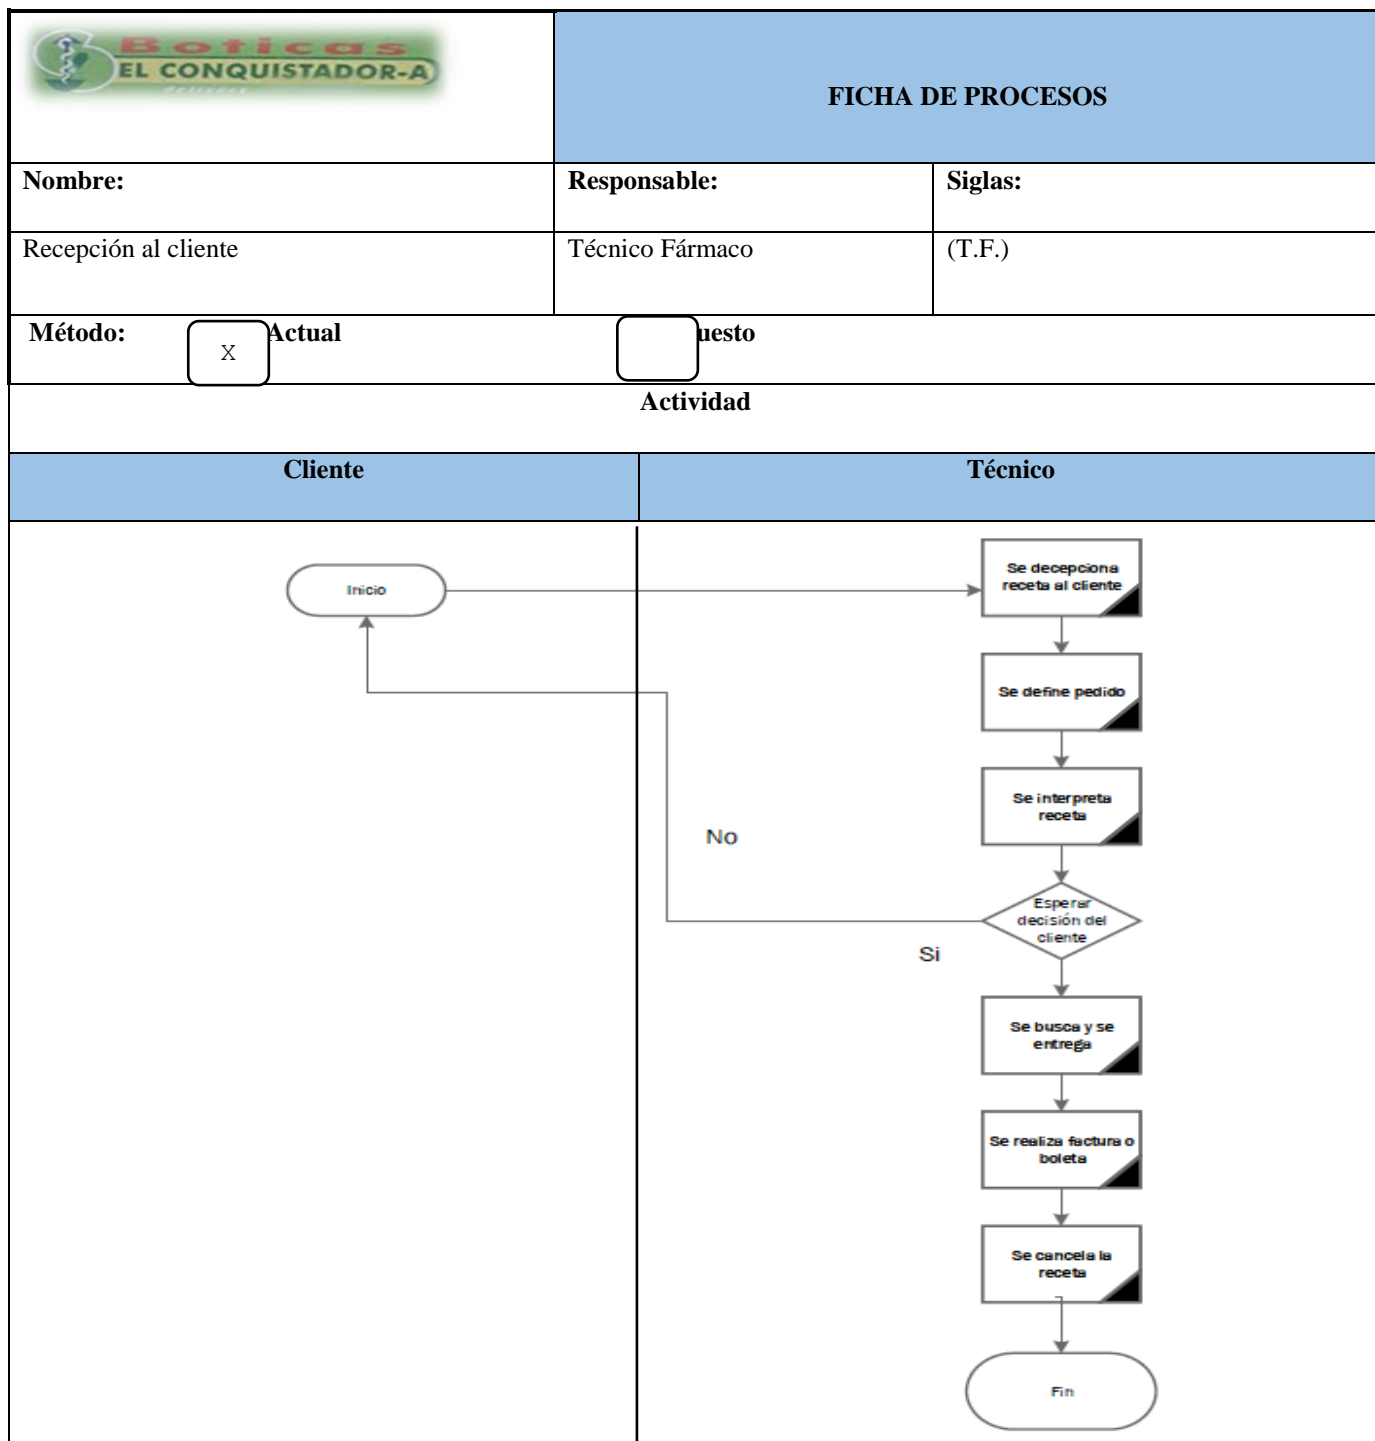 Boticas
EL CONQUISTADOR-A
delivery
FICHA DE PROCESOS
Nombre:
Responsable:
Siglas:
Recepción al cliente
Técnico Fármaco
(T.F.)
Método:
X
Actual
uesto
Actividad
Cliente
Técnico
Inicio
Se decepciona
receta al cliente
Se define pedido
Se interpreta
receta
No
Esperar
decisión del
cliente
Si
Se busca y se
entrega
Se realiza factura o
boleta
Se cancela la
receta
Fin